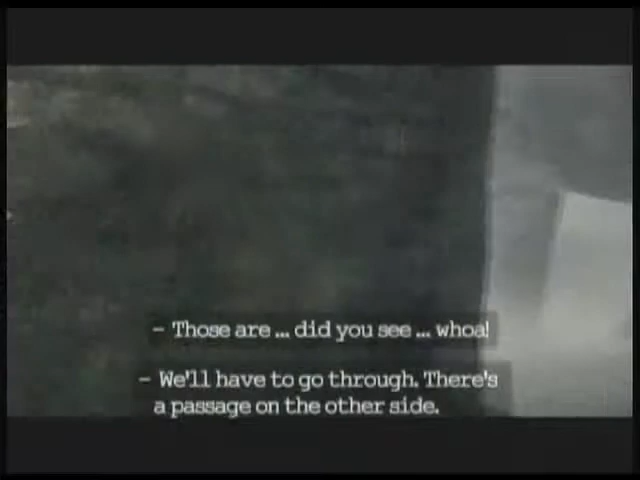 - Those are ... did you see ... whoa!
- We'll have to go through. There's
a passage on the other side.